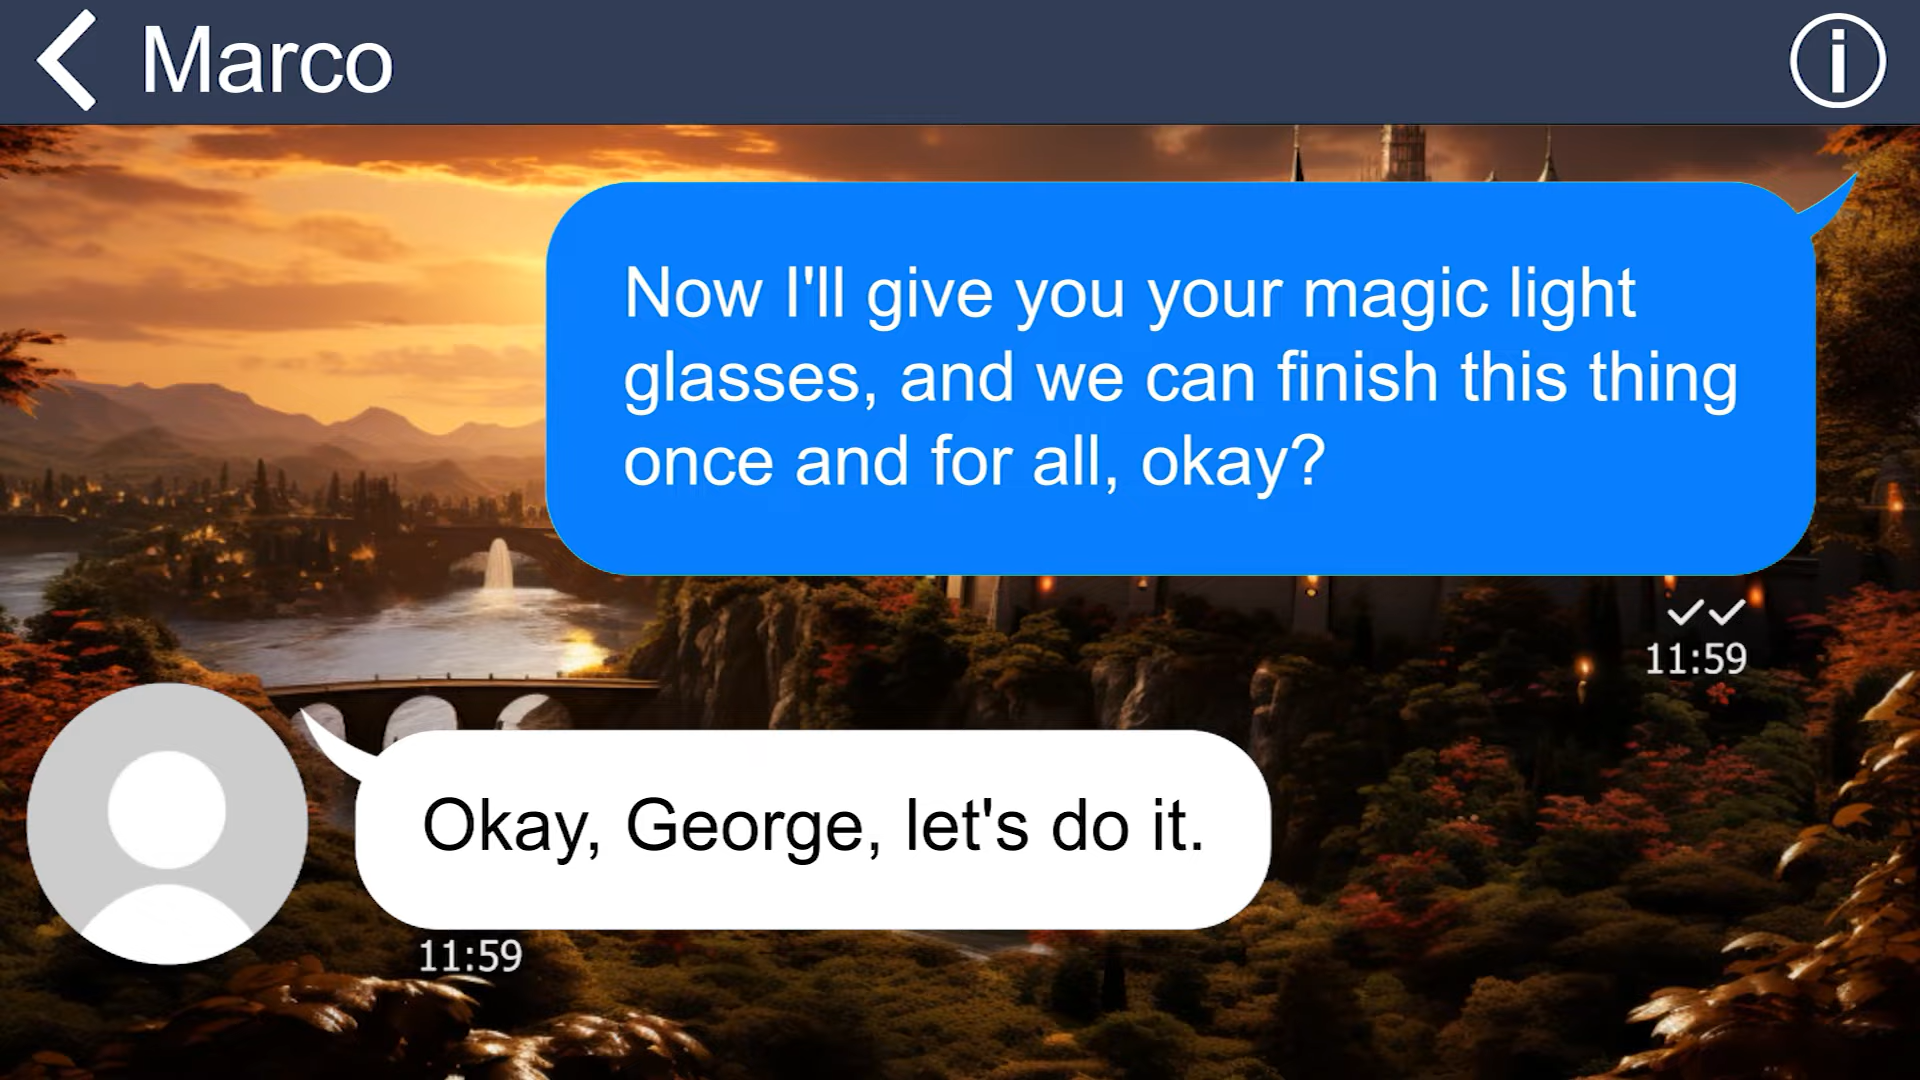 Marco
Now I'll give you your magic light
glasses, and we can finish this thing
once and for all, okay?
11:59
Okay, George, let's do it.
11:59